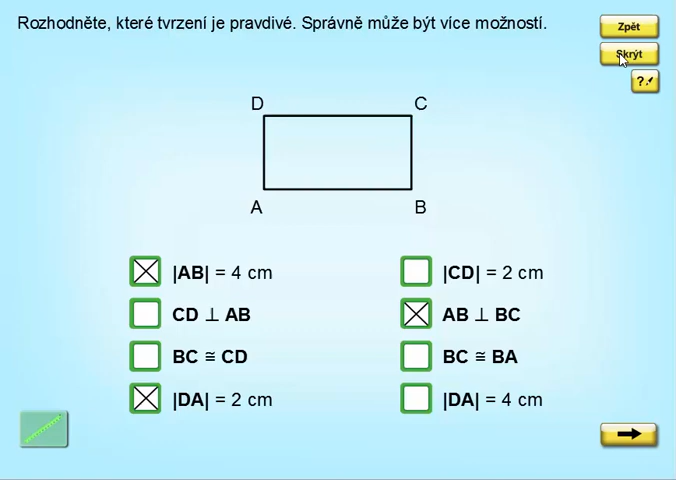 Rozhodněte, které tvrzení je pravdivé. Správně může být více možností.
Zpět
Skrýt
?✓
D
C
A
B
|AB| = 4 cm
|CD| = 2 cm
CD ⊥ AB
AB ⊥ BC
BC ≅ CD
BC ≅ BA
|DA| = 2 cm
|DA| = 4 cm